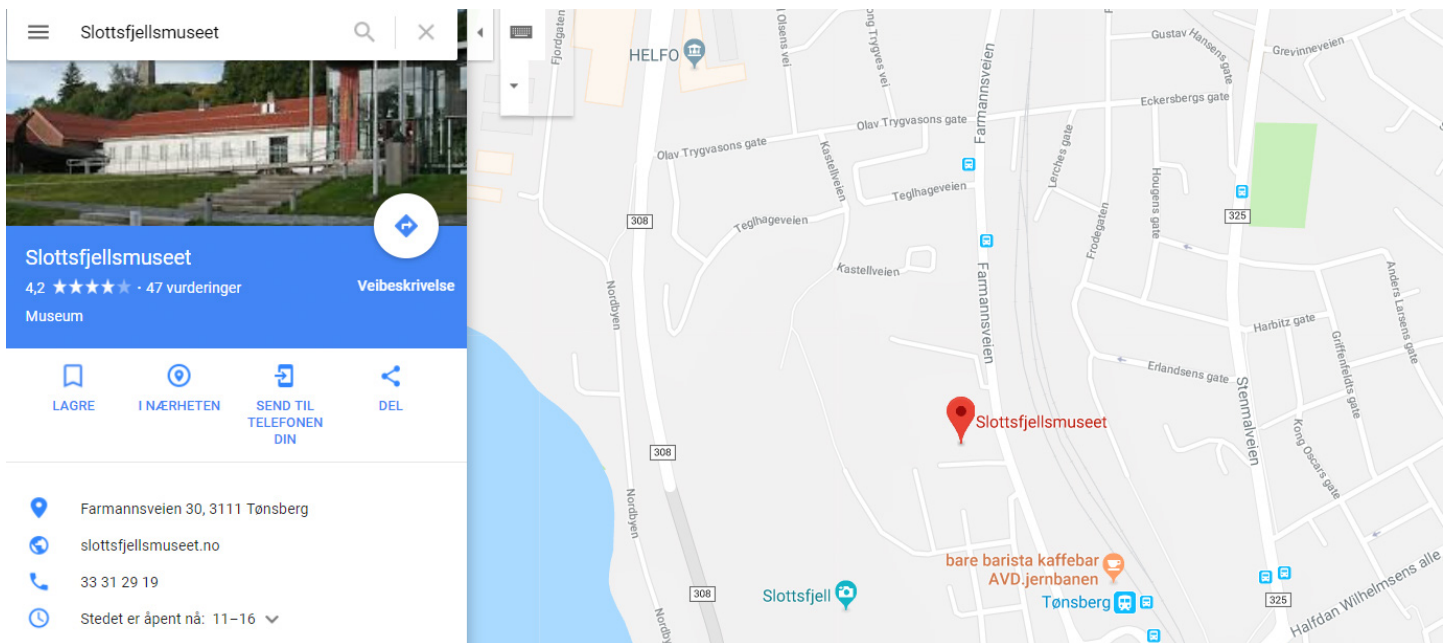 Slottsfjellsmuseet
Slottsfjellsmuseet
4,2 ★★★★★ · 47 vurderinger
Veibeskrivelse
Museum
LAGRE
I NÆRHETEN
SEND TIL
TELEFONEN
DIN
DEL
Farmannsveien 30, 3111 Tønsberg
slottsfjellsmuseet.no
33 31 29 19
Stedet er åpent nå: 11–16
Fjordgaten
HELFO
Olav Trygvasons gate
Olav Trygvasons gate
Farmannsveien
Eckersbergs gate
Gustav Hansens gate
Grevinneveien
Kastellveien
Teglhageveien
Teglhageveien
Lerches gate
Hougens gate
Frodegaten
308
325
Kastellveien
Nordbyen
Farmannsveien
Anders Larsens gate
Harbitz gate
Griffenfeldts gate
Erlandsens gate
Stenmalveien
Kong Oscars gate
Slottsfjellsmuseet
308
Nordbyen
bare barista kaffebar
AVD.jernbanen
Tønsberg
Slottsfjell
308
325
Halfdan Wilhelmsens alle